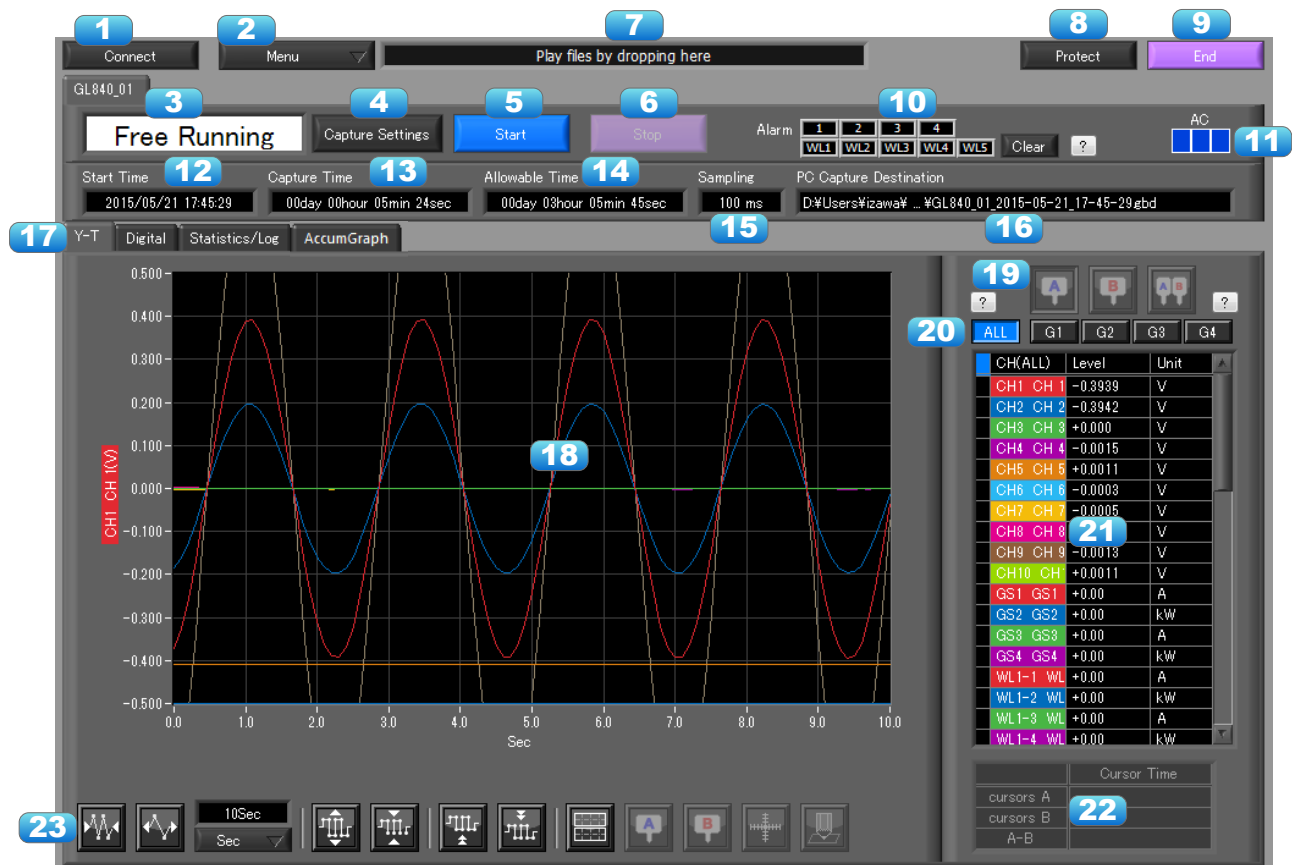 1 2 7 8 9
Connect Menu Play files by dropping here Protect End
GL840_01
3 4 5 6 10
Free Running Capture Settings Start Stop Alarm 1 2 3 4 AC
WL1 WL2 WL3 WL4 WL5 Clear ? 11
Start Time 12 Capture Time 13 Allowable Time 14 Sampling PC Capture Destination
2015/05/21 17:45:29 00day 00hour 05min 24sec 00day 03hour 05min 45sec 100 ms D:¥Users¥izawa¥ … ¥GL840_01_2015-05-21_17-45-29.gbd
15 16
17 Y-T Digital Statistics/Log AccumGraph
0.500
0.400
0.300
0.200
0.100
0.000
-0.100
-0.200
-0.300
-0.400
-0.500
CH1 CH 1(V)
18
0.0 1.0 2.0 3.0 4.0 5.0 6.0 7.0 8.0 9.0 10.0
Sec
19 A B A B
? ?
20 ALL G1 G2 G3 G4
CH(ALL) Level Unit
CH1 CH 1 -0.3939 V
CH2 CH 2 -0.3942 V
CH3 CH 3 +0.000 V
CH4 CH 4 -0.0015 V
CH5 CH 5 +0.0011 V
CH6 CH 6 -0.0003 V
CH7 CH 7 -0.0005 V
CH8 CH 8 21 V
CH9 CH 9 -0.0013 V
CH10 CH +0.0011 V
GS1 GS1 +0.00 A
GS2 GS2 +0.00 kW
GS3 GS3 +0.00 A
GS4 GS4 +0.00 kW
WL1-1 WL +0.00 A
WL1-2 WL +0.00 kW
WL1-3 WL +0.00 A
WL1-4 WL +0.00 kW
Cursor Time
cursors A
cursors B 22
A-B
23 10Sec
Sec A B